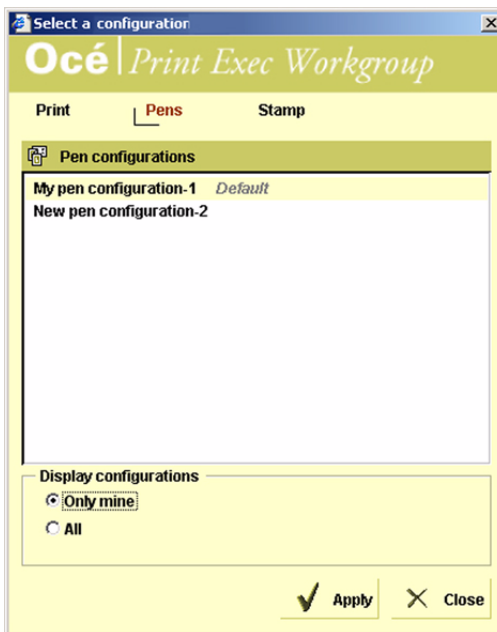 Select a configuration
Océ Print Exec Workgroup
Print Pens Stamp
Pen configurations
My pen configuration-1 Default
New pen configuration-2
Display configurations
Only mine
All
Apply Close